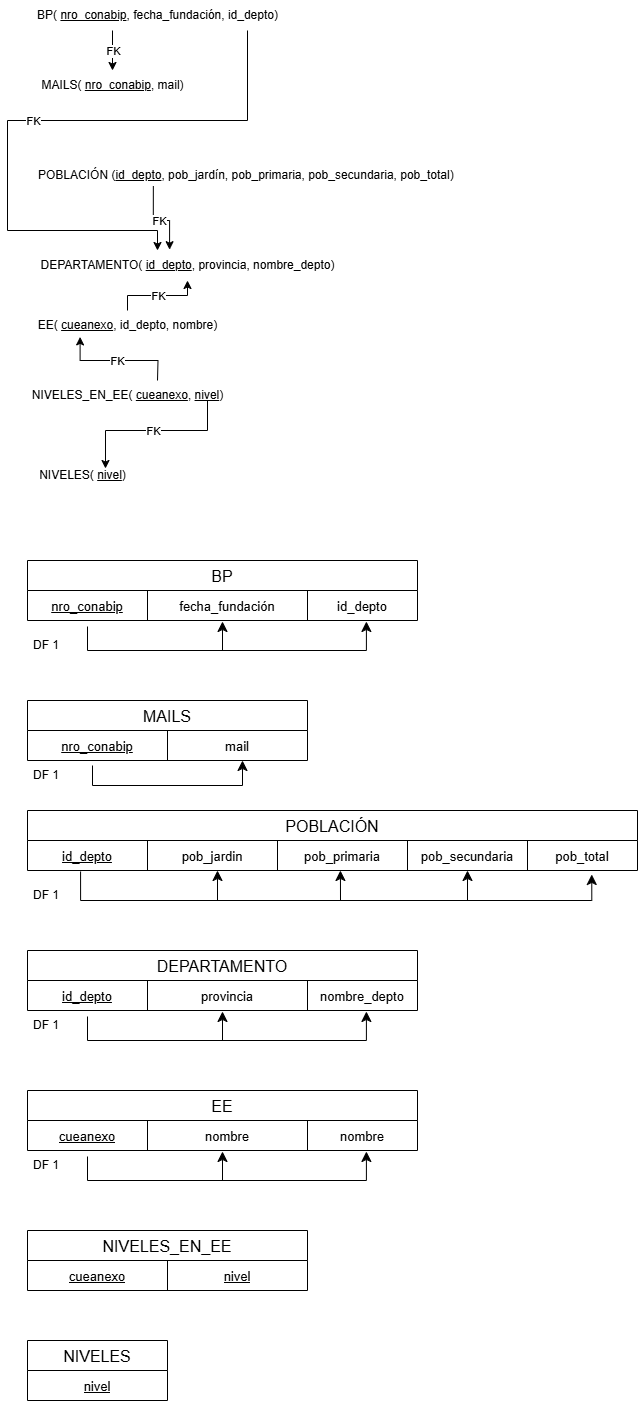 BP( nro_conabip, fecha_fundación, id_depto)
FK
MAILS( nro_conabip, mail)
FK
POBLACIÓN (id_depto, pob_jardín, pob_primaria, pob_secundaria, pob_total)
FK
DEPARTAMENTO( id_depto, provincia, nombre_depto)
FK
EE( cueanexo, id_depto, nombre)
FK
NIVELES_EN_EE( cueanexo, nivel)
FK
NIVELES( nivel)
BP
nro_conabip fecha_fundación id_depto
DF 1
MAILS
nro_conabip mail
DF 1
POBLACIÓN
id_depto pob_jardin pob_primaria pob_secundaria pob_total
DF 1
DEPARTAMENTO
id_depto provincia nombre_depto
DF 1
EE
cueanexo nombre nombre
DF 1
NIVELES_EN_EE
cueanexo nivel
NIVELES
nivel